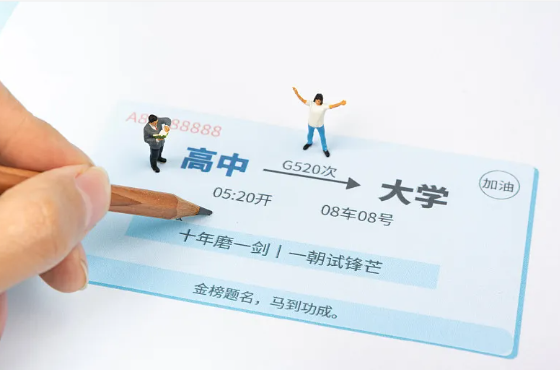 A8 88888
高中
G520次
大学
加油
05:20开
08车08号
十年磨一剑丨一朝试锋芒
金榜题名，马到功成。